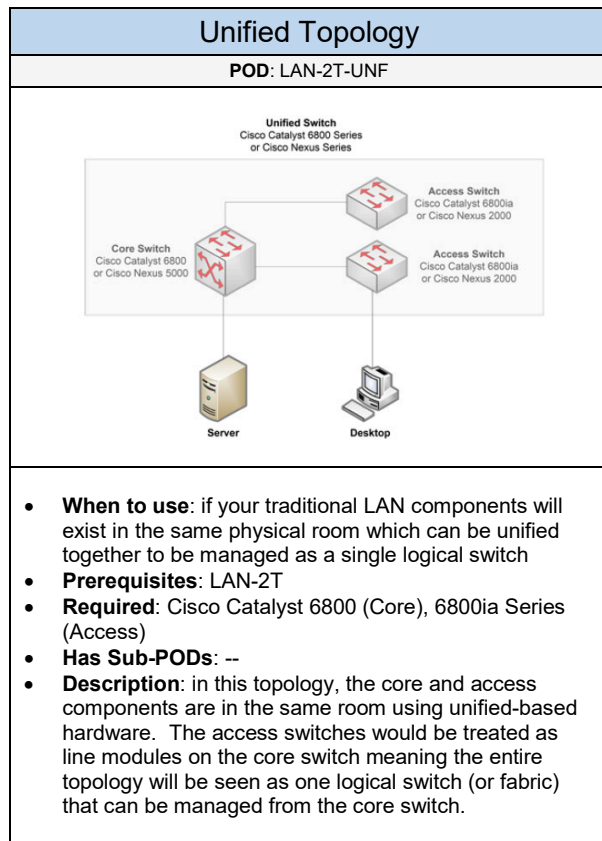 Unified Topology
POD: LAN-2T-UNF
Unified Switch
Cisco Catalyst 6800 Series
or Cisco Nexus Series
Access Switch
Cisco Catalyst 6800ia
or Cisco Nexus 2000
Core Switch
Cisco Catalyst 6800
or Cisco Nexus 5000
Access Switch
Cisco Catalyst 6800ia
or Cisco Nexus 2000
Server
Desktop
• When to use: if your traditional LAN components will
exist in the same physical room which can be unified
together to be managed as a single logical switch
• Prerequisites: LAN-2T
• Required: Cisco Catalyst 6800 (Core), 6800ia Series
(Access)
• Has Sub-PODs: --
• Description: in this topology, the core and access
components are in the same room using unified-based
hardware. The access switches would be treated as
line modules on the core switch meaning the entire
topology will be seen as one logical switch (or fabric)
that can be managed from the core switch.